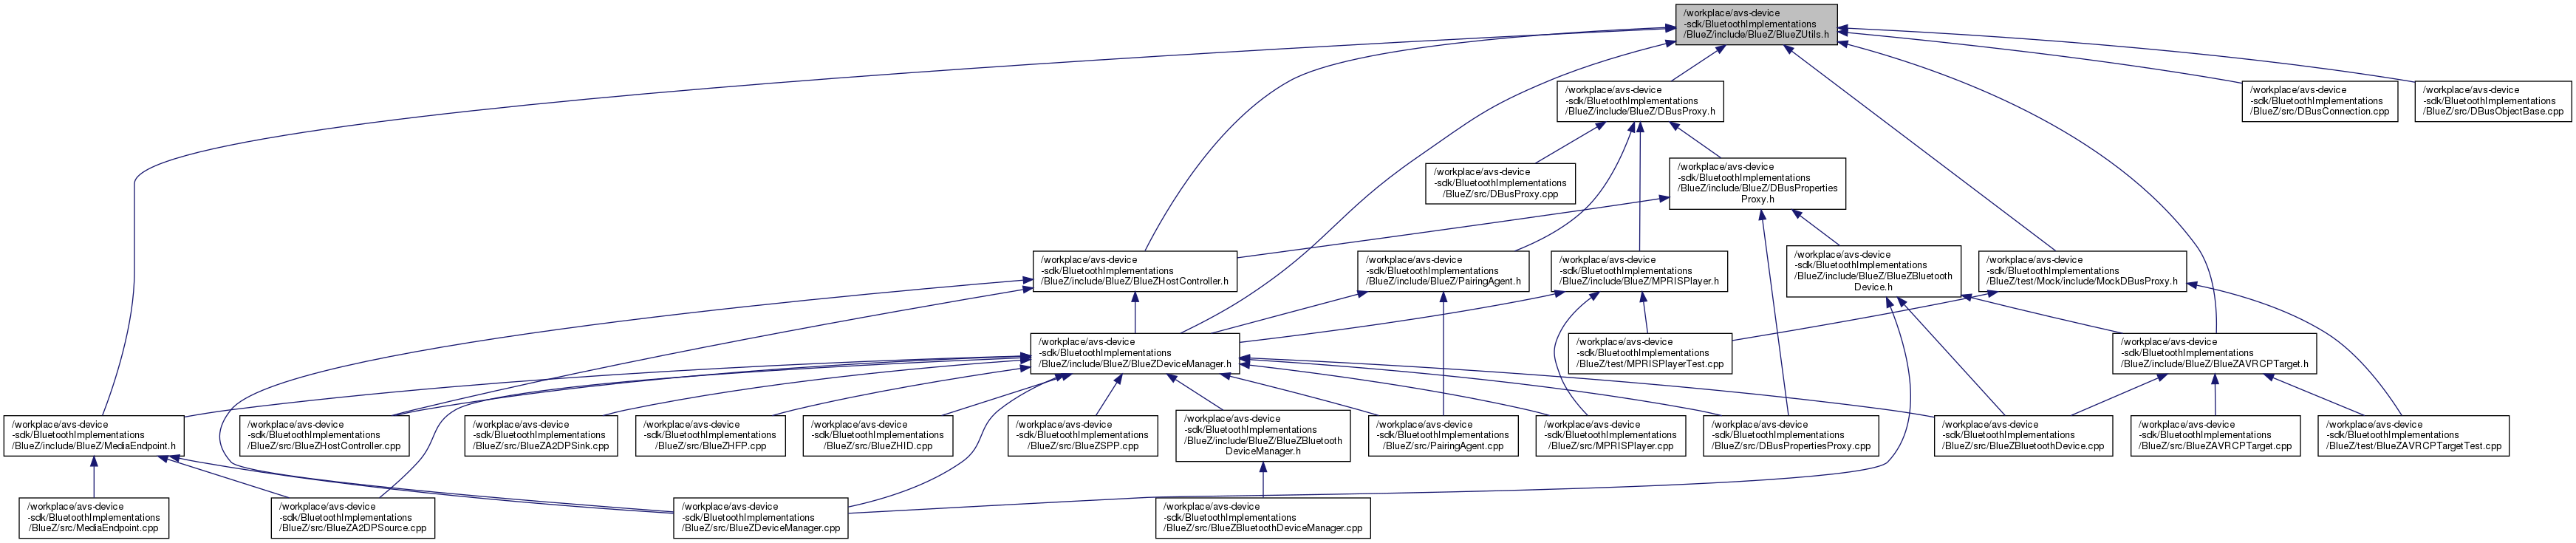 /workplace/avs-device
-sdk/BluetoothImplementations
/BlueZ/include/BlueZ/BlueZUtils.h
/workplace/avs-device
-sdk/BluetoothImplementations
/BlueZ/include/BlueZ/DBusProxy.h
/workplace/avs-device
-sdk/BluetoothImplementations
/BlueZ/src/DBusConnection.cpp
/workplace/avs-device
-sdk/BluetoothImplementations
/BlueZ/src/DBusObjectBase.cpp
/workplace/avs-device
-sdk/BluetoothImplementations
/BlueZ/src/DBusProxy.cpp
/workplace/avs-device
-sdk/BluetoothImplementations
/BlueZ/include/BlueZ/DBusProperties
Proxy.h
/workplace/avs-device
-sdk/BluetoothImplementations
/BlueZ/include/BlueZ/BlueZHostController.h
/workplace/avs-device
-sdk/BluetoothImplementations
/BlueZ/include/BlueZ/PairingAgent.h
/workplace/avs-device
-sdk/BluetoothImplementations
/BlueZ/include/BlueZ/MPRISPlayer.h
/workplace/avs-device
-sdk/BluetoothImplementations
/BlueZ/include/BlueZ/BlueZBluetooth
Device.h
/workplace/avs-device
-sdk/BluetoothImplementations
/BlueZ/test/Mock/include/MockDBusProxy.h
/workplace/avs-device
-sdk/BluetoothImplementations
/BlueZ/include/BlueZ/BlueZDeviceManager.h
/workplace/avs-device
-sdk/BluetoothImplementations
/BlueZ/test/MPRISPlayerTest.cpp
/workplace/avs-device
-sdk/BluetoothImplementations
/BlueZ/include/BlueZ/BlueZAVRCPTarget.h
/workplace/avs-device
-sdk/BluetoothImplementations
/BlueZ/include/BlueZ/MediaEndpoint.h
/workplace/avs-device
-sdk/BluetoothImplementations
/BlueZ/src/BlueZHostController.cpp
/workplace/avs-device
-sdk/BluetoothImplementations
/BlueZ/src/BlueZA2DPSink.cpp
/workplace/avs-device
-sdk/BluetoothImplementations
/BlueZ/src/BlueZHFP.cpp
/workplace/avs-device
-sdk/BluetoothImplementations
/BlueZ/src/BlueZHID.cpp
/workplace/avs-device
-sdk/BluetoothImplementations
/BlueZ/src/BlueZSPP.cpp
/workplace/avs-device
-sdk/BluetoothImplementations
/BlueZ/include/BlueZ/BlueZBluetooth
DeviceManager.h
/workplace/avs-device
-sdk/BluetoothImplementations
/BlueZ/src/PairingAgent.cpp
/workplace/avs-device
-sdk/BluetoothImplementations
/BlueZ/src/MPRISPlayer.cpp
/workplace/avs-device
-sdk/BluetoothImplementations
/BlueZ/src/DBusPropertiesProxy.cpp
/workplace/avs-device
-sdk/BluetoothImplementations
/BlueZ/src/BlueZBluetoothDevice.cpp
/workplace/avs-device
-sdk/BluetoothImplementations
/BlueZ/src/BlueZAVRCPTarget.cpp
/workplace/avs-device
-sdk/BluetoothImplementations
/BlueZ/test/BlueZAVRCPTargetTest.cpp
/workplace/avs-device
-sdk/BluetoothImplementations
/BlueZ/src/MediaEndpoint.cpp
/workplace/avs-device
-sdk/BluetoothImplementations
/BlueZ/src/BlueZA2DPSource.cpp
/workplace/avs-device
-sdk/BluetoothImplementations
/BlueZ/src/BlueZDeviceManager.cpp
/workplace/avs-device
-sdk/BluetoothImplementations
/BlueZ/src/BlueZBluetoothDeviceManager.cpp